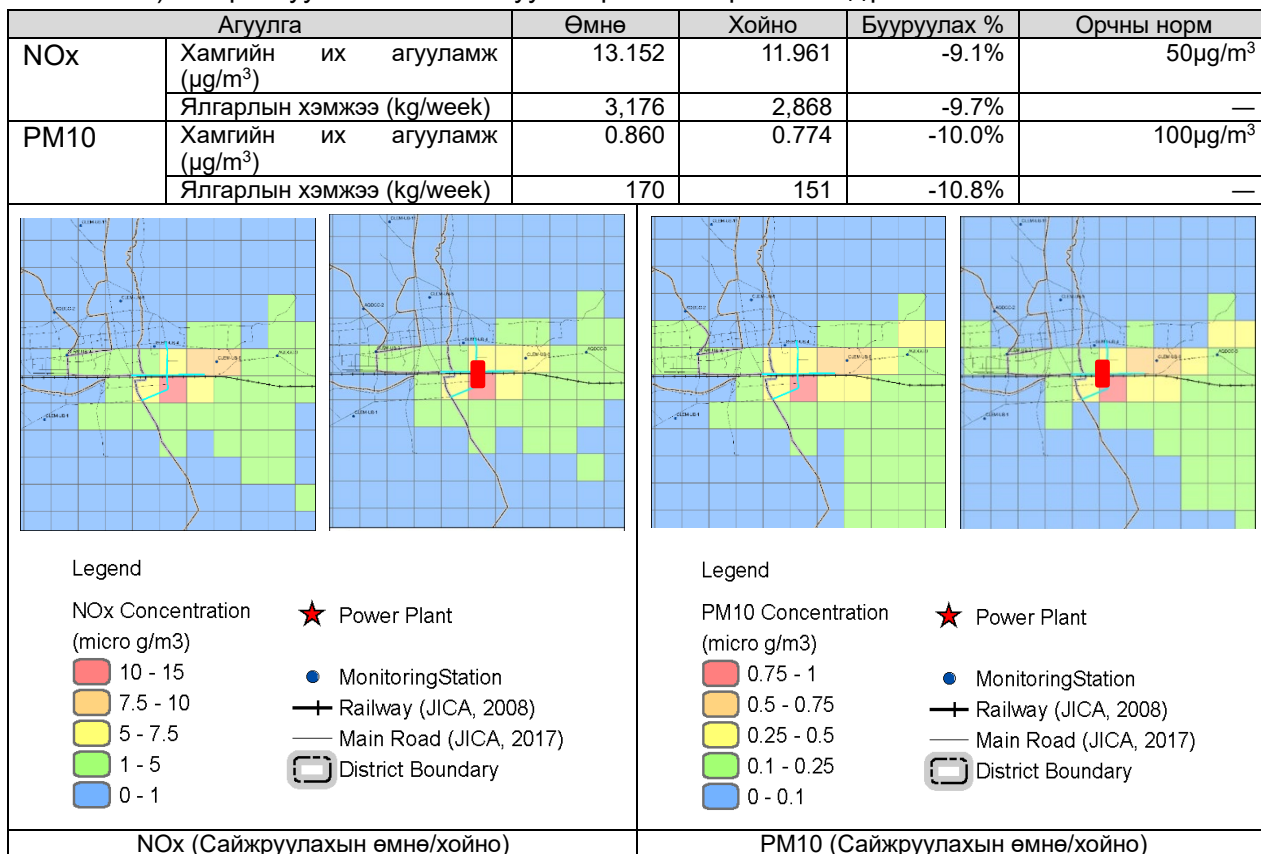 Агуулга Өмнө Хойно Бууруулах % Орчны норм
NOx Хамгийн их агууламж (µg/m³) 13.152 11.961 -9.1% 50µg/m³
Ялгарлын хэмжээ (kg/week) 3,176 2,868 -9.7% —
PM10 Хамгийн их агууламж (µg/m³) 0.860 0.774 -10.0% 100µg/m³
Ялгарлын хэмжээ (kg/week) 170 151 -10.8% —
Legend
NOx Concentration
(micro g/m3)
10 - 15
7.5 - 10
5 - 7.5
1 - 5
0 - 1
Power Plant
MonitoringStation
Railway (JICA, 2008)
Main Road (JICA, 2017)
District Boundary
Legend
PM10 Concentration
(micro g/m3)
0.75 - 1
0.5 - 0.75
0.25 - 0.5
0.1 - 0.25
0 - 0.1
Power Plant
MonitoringStation
Railway (JICA, 2008)
Main Road (JICA, 2017)
District Boundary
NOx (Сайжруулахын өмнө/хойно) PM10 (Сайжруулахын өмнө/хойно)